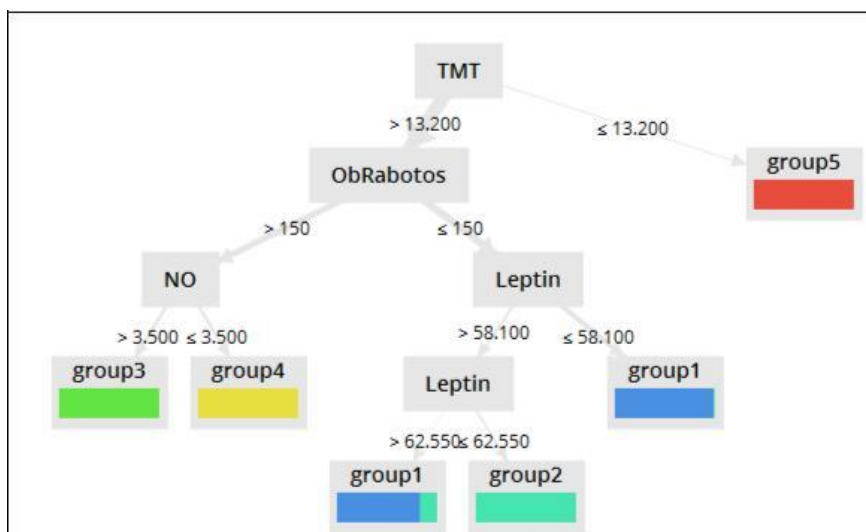 TMT
> 13.200
≤ 13.200
ObRabotos
group5
> 150
≤ 150
NO
Leptin
> 3.500 ≤ 3.500
> 58.100
≤ 58.100
group3
group4
Leptin
group1
> 62.550≤ 62.550
group1
group2